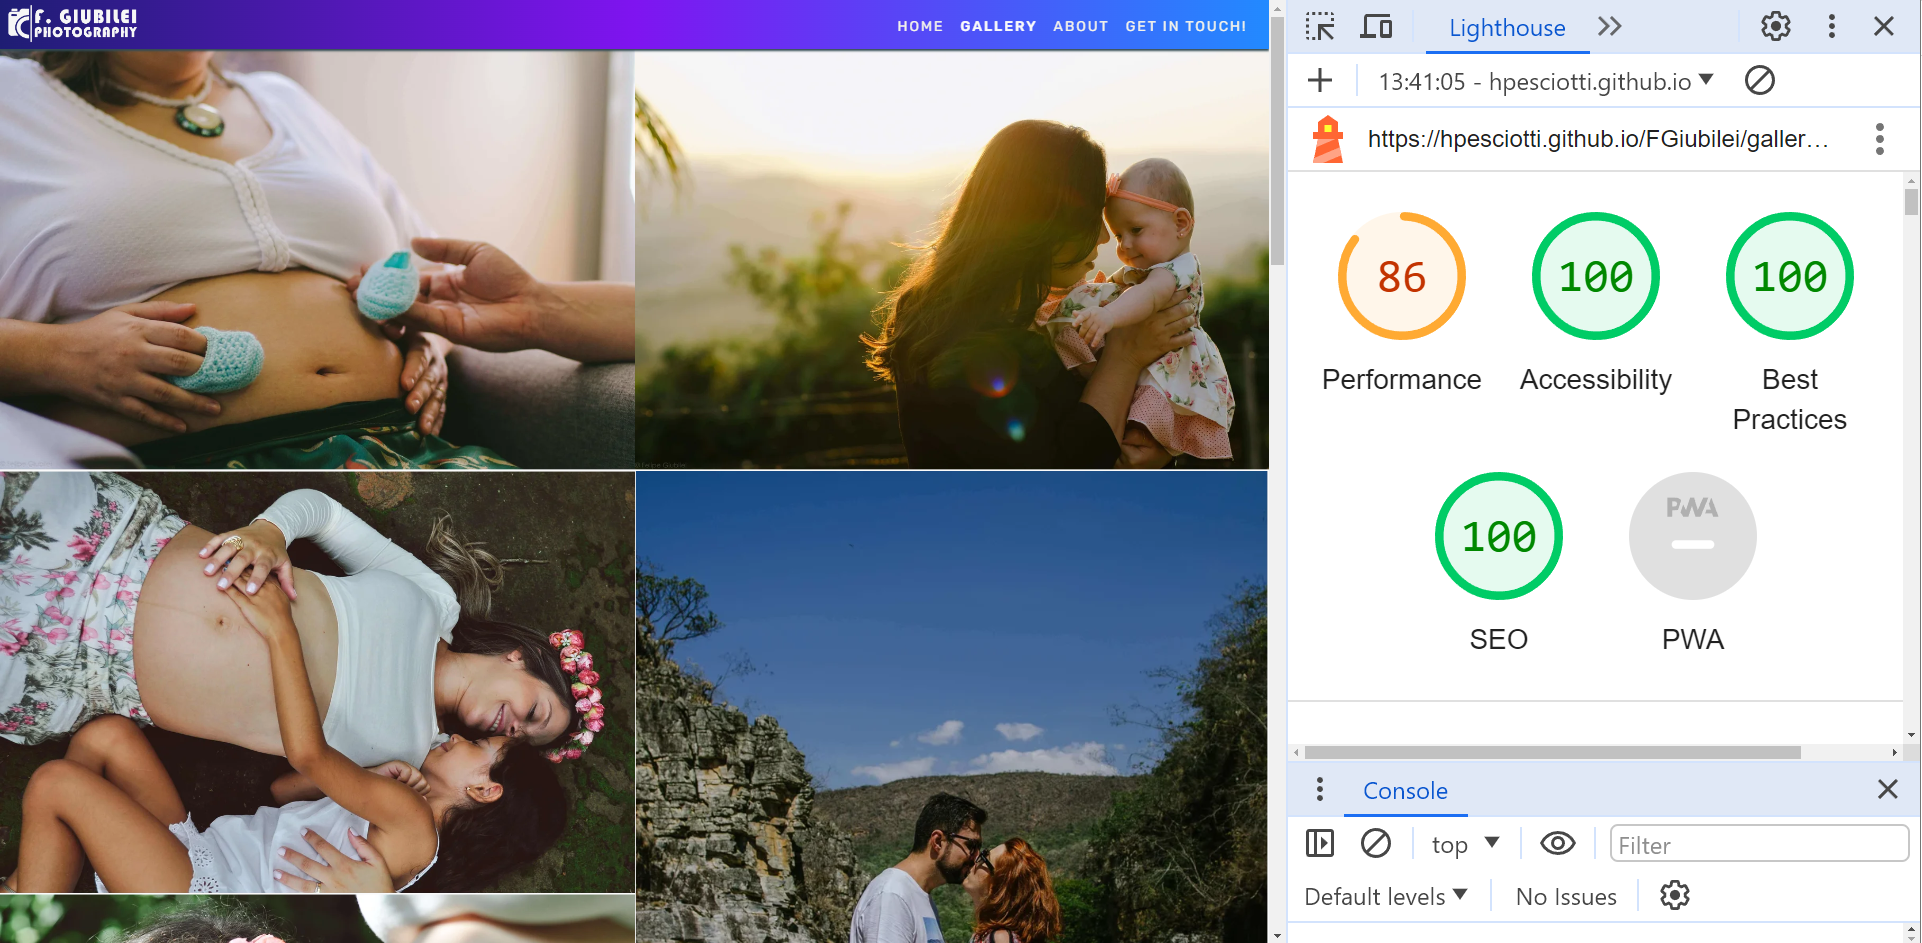 F. GIUBILEI
PHOTOGRAPHY
HOME GALLERY ABOUT GET IN TOUCH!
Lighthouse
13:41:05 - hpesciotti.github.io
https://hpesciotti.github.io/FGiubilei/galler…
86
100
100
Performance
Accessibility
Best
Practices
100
PWA
SEO
PWA
Console
top
Filter
Default levels
No Issues